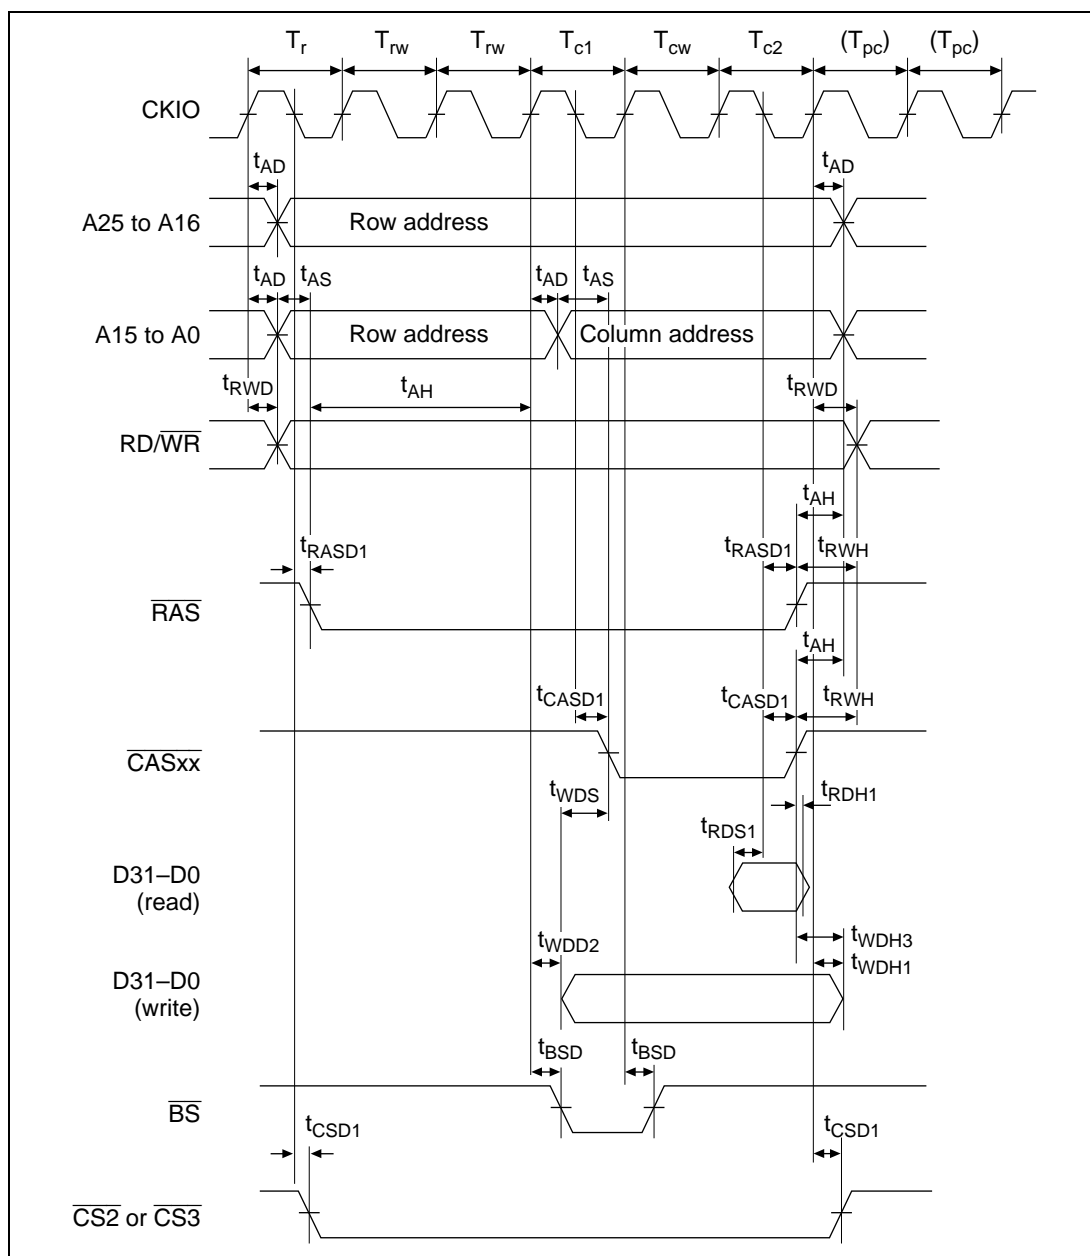 Tr Trw Trw Tc1 Tcw Tc2 (Tpc) (Tpc)
CKIO
tAD tAD
A25 to A16 Row address
tAD tAS tAD tAS
A15 to A0 Row address Column address
tRWD tAH tRWD
RD/WR
tAH
tRASD1 tRASD1 tRWH
RAS
tAH
tCASD1 tCASD1 tRWH
CASxx
tWDS tRDH1
tRDS1
D31–D0
(read)
tWDD2 tWDH3
tWDH1
D31–D0
(write)
tBSD tBSD
BS
tCSD1 tCSD1
CS2 or CS3